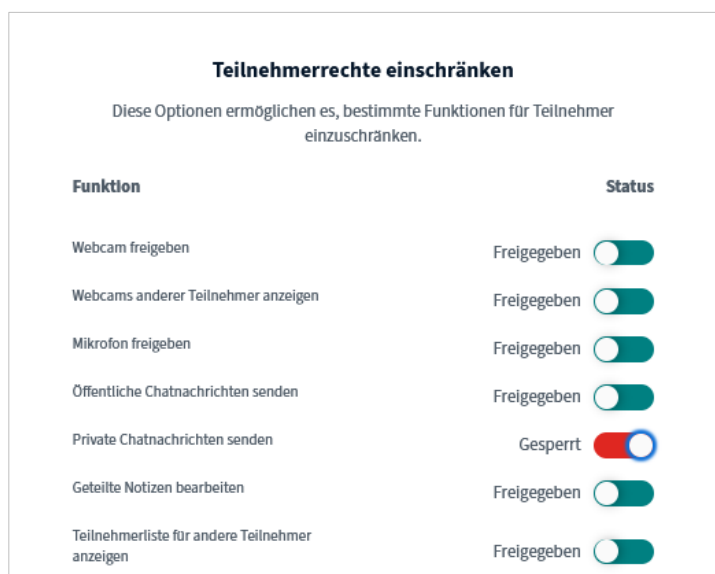 Teilnehmerrechte einschränken
Diese Optionen ermöglichen es, bestimmte Funktionen für Teilnehmer
einzuschränken.
Funktion Status
Webcam freigeben Freigegeben
Webcams anderer Teilnehmer anzeigen Freigegeben
Mikrofon freigeben Freigegeben
Öffentliche Chatnachrichten senden Freigegeben
Private Chatnachrichten senden Gesperrt
Geteilte Notizen bearbeiten Freigegeben
Teilnehmerliste für andere Teilnehmer
anzeigen Freigegeben